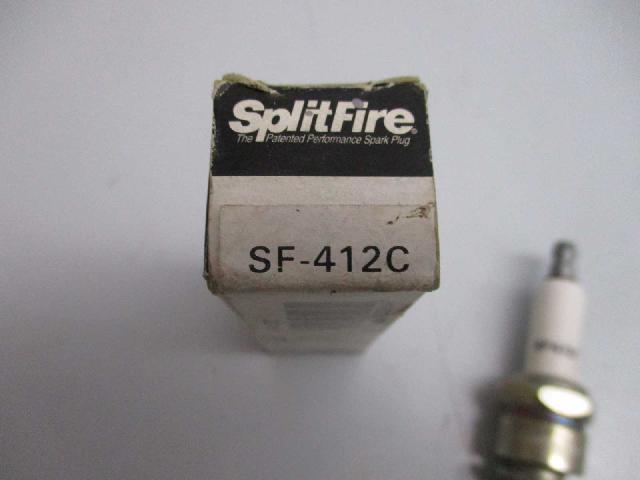 SplitFire®
The Patented Performance Spark Plug
SF-412C